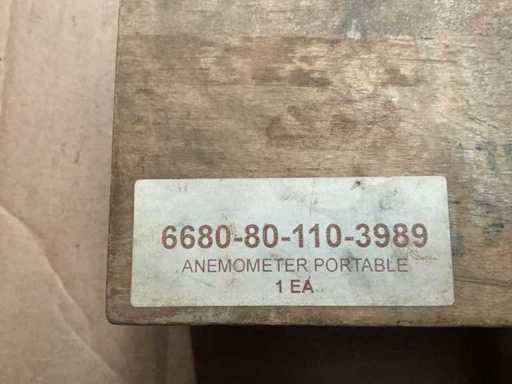 6680-80-110-3989
ANEMOMETER PORTABLE
1 EA